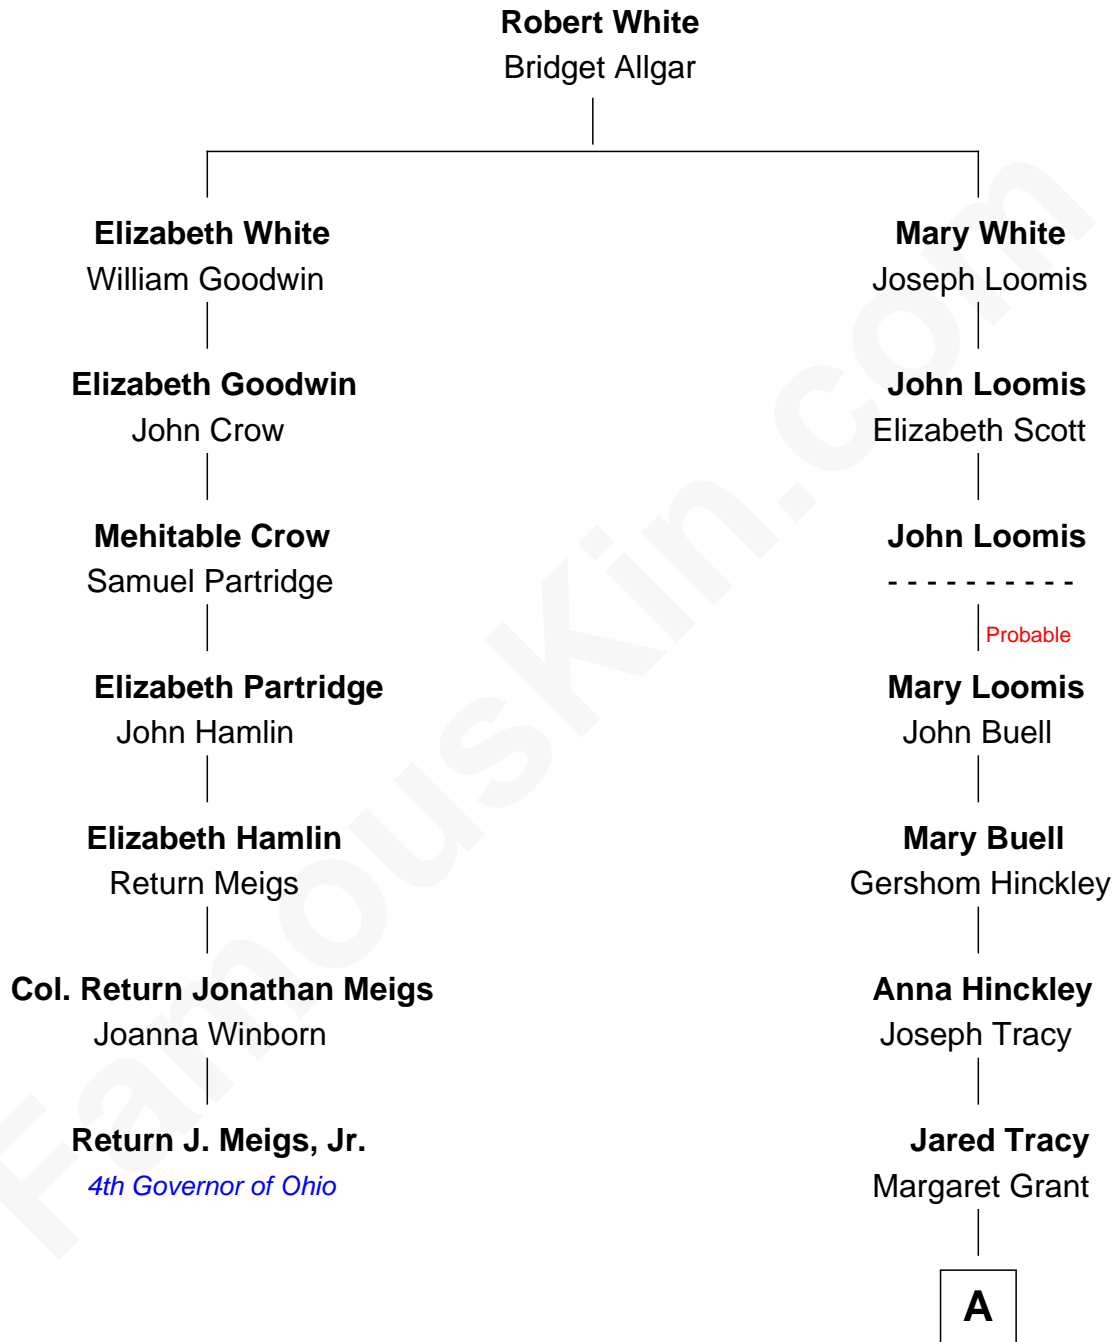 Robert White
Bridget Allgar
Elizabeth White
William Goodwin
Mary White
Joseph Loomis
Elizabeth Goodwin
John Crow
John Loomis
Elizabeth Scott
Mehitable Crow
Samuel Partridge
John Loomis
- - - - - - - - - -
Probable
Elizabeth Partridge
John Hamlin
Mary Loomis
John Buell
Elizabeth Hamlin
Return Meigs
Mary Buell
Gershom Hinckley
Col. Return Jonathan Meigs
Joanna Winborn
Anna Hinckley
Joseph Tracy
Return J. Meigs, Jr.
4th Governor of Ohio
Jared Tracy
Margaret Grant
A
FamousKin.com